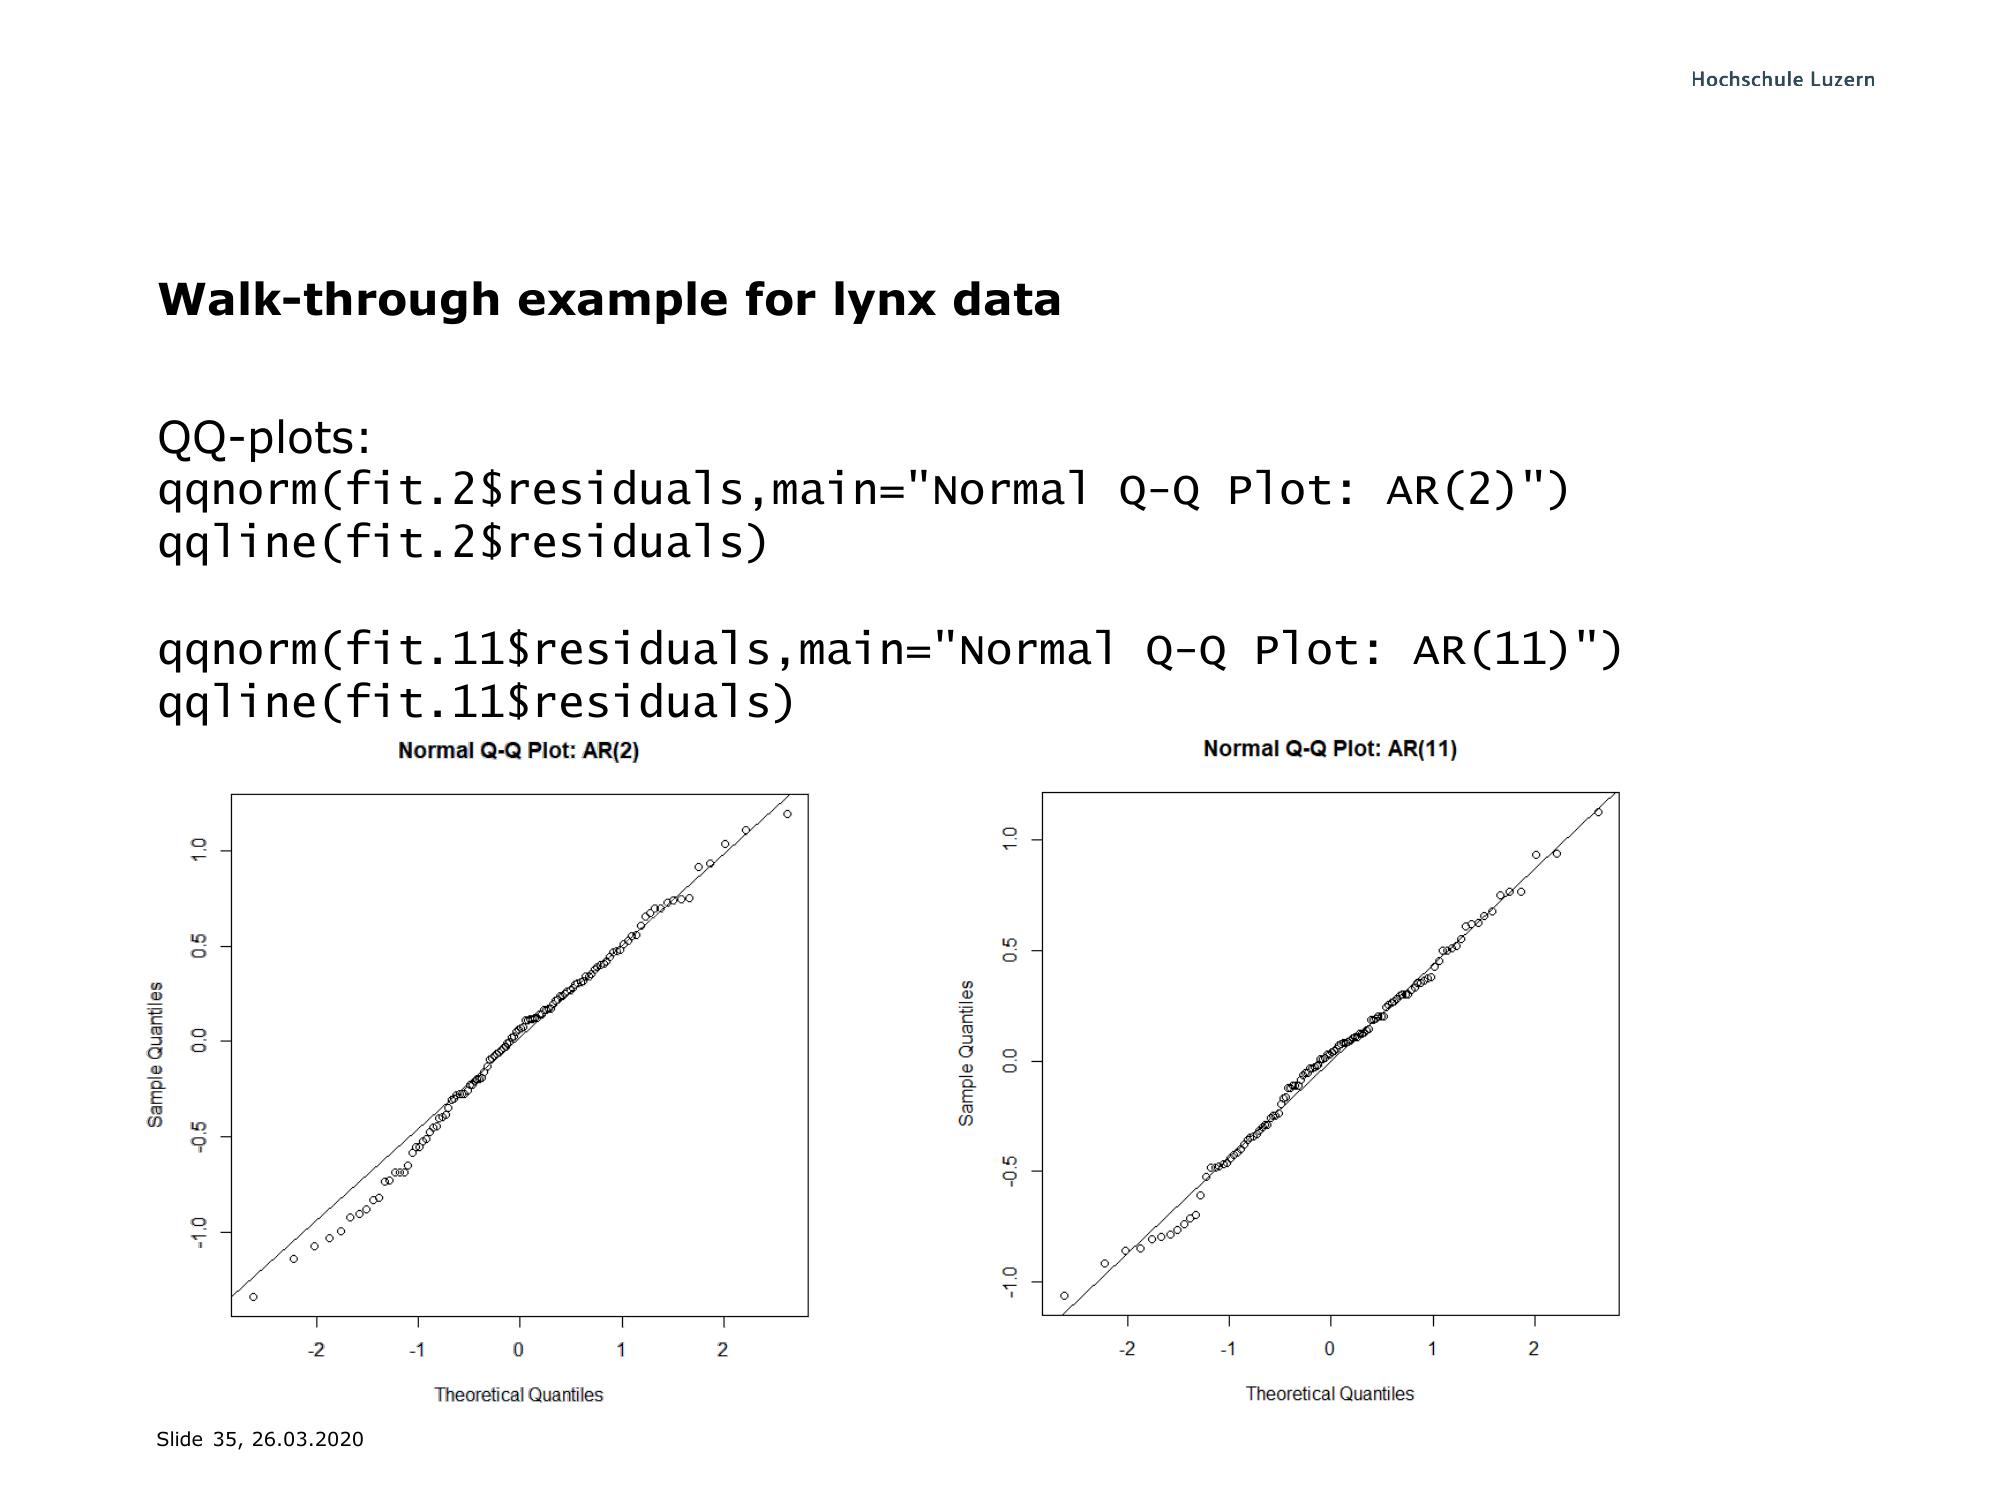 Hochschule Luzern
Walk-through example for lynx data
QQ-plots:
qqnorm(fit.2$residuals,main="Normal Q-Q Plot: AR(2)")
qqline(fit.2$residuals)
qqnorm(fit.11$residuals,main="Normal Q-Q Plot: AR(11)")
qqline(fit.11$residuals)
Normal Q-Q Plot: AR(2)
Sample Quantiles
1.0
0.5
0.0
-0.5
-1.0
-2 -1 0 1 2
Theoretical Quantiles
Normal Q-Q Plot: AR(11)
Sample Quantiles
1.0
0.5
0.0
-0.5
-1.0
-2 -1 0 1 2
Theoretical Quantiles
Slide 35, 26.03.2020